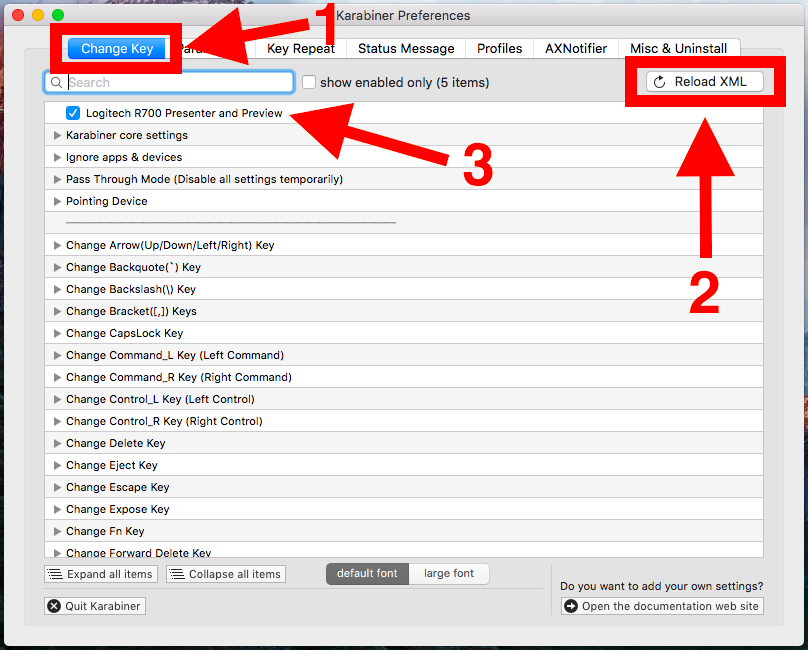 Karabiner Preferences
1
Change Key
Key Repeat
Status Message
Profiles
AXNotifier
Misc & Uninstall
Search
show enabled only (5 items)
Reload XML
Logitech R700 Presenter and Preview
3
Karabiner core settings
Ignore apps & devices
Pass Through Mode (Disable all settings temporarily)
Pointing Device
Change Arrow(Up/Down/Left/Right) Key
Change Backquote(`) Key
Change Backslash(\) Key
2
Change Bracket([,]) Keys
Change CapsLock Key
Change Command_L Key (Left Command)
Change Command_R Key (Right Command)
Change Control_L Key (Left Control)
Change Control_R Key (Right Control)
Change Delete Key
Change Eject Key
Change Escape Key
Change Expose Key
Change Fn Key
Change Forward Delete Key
Expand all items
Collapse all items
default font
large font
Do you want to add your own settings?
Quit Karabiner
Open the documentation web site